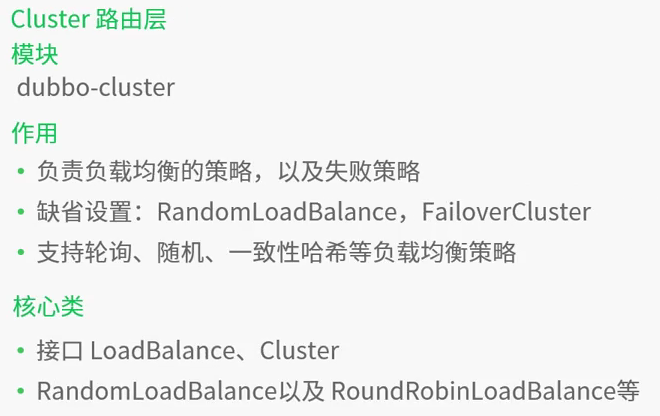 Cluster 路由层
模块
dubbo-cluster
作用
• 负责负载均衡的策略，以及失败策略
• 缺省设置：RandomLoadBalance，FailoverCluster
• 支持轮询、随机、一致性哈希等负载均衡策略
核心类
• 接口 LoadBalance、Cluster
• RandomLoadBalance以及 RoundRobinLoadBalance等